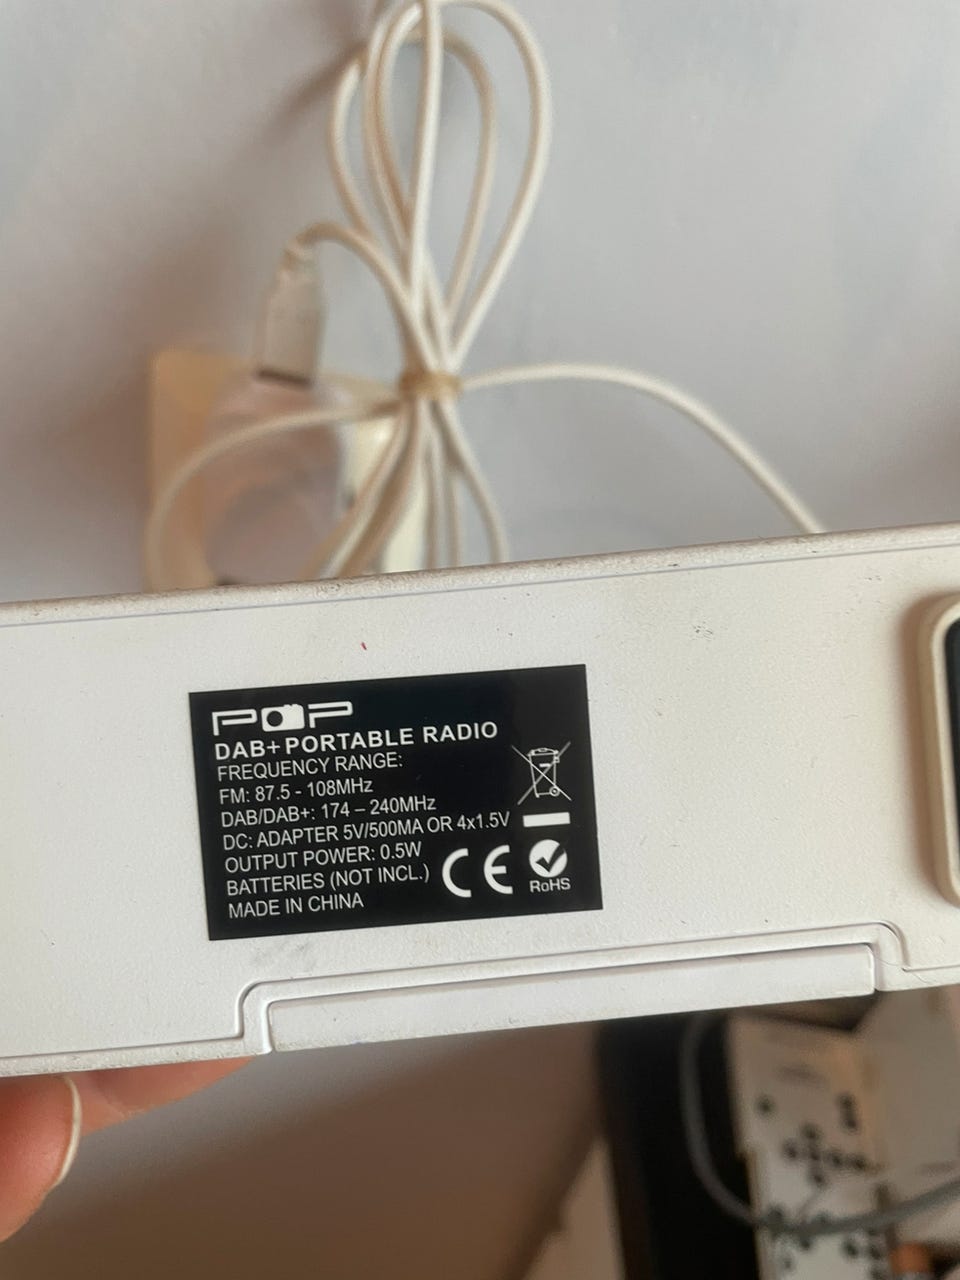 POP
DAB+ PORTABLE RADIO
FREQUENCY RANGE:
FM: 87.5 - 108MHz
DAB/DAB+: 174 – 240MHz
DC: ADAPTER 5V/500MA OR 4x1.5V
OUTPUT POWER: 0.5W
BATTERIES (NOT INCL.)
MADE IN CHINA
CE
RoHS